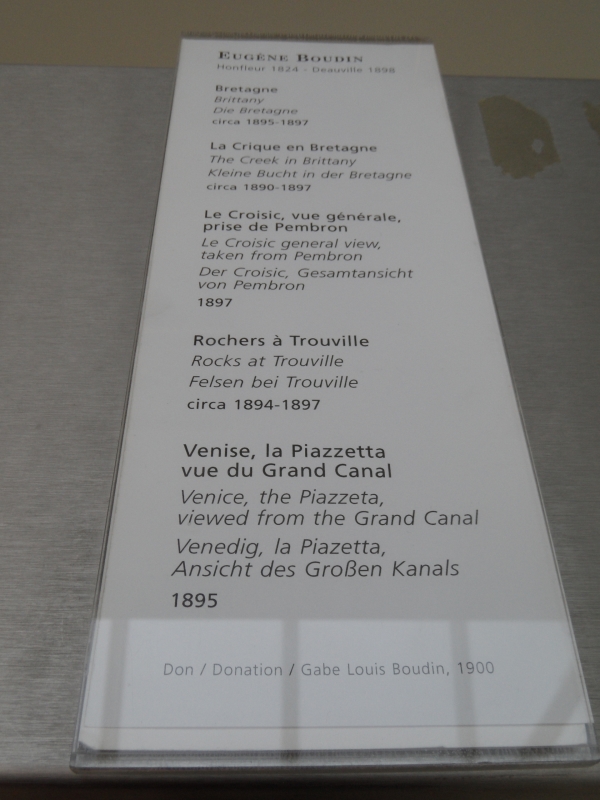 EUGÈNE BOUDIN
Honfleur 1824 - Deauville 1898
Bretagne
Brittany
Die Bretagne
circa 1895-1897
La Crique en Bretagne
The Creek in Brittany
Kleine Bucht in der Bretagne
circa 1890-1897
Le Croisic, vue générale,
prise de Pembron
Le Croisic general view,
taken from Pembron
Der Croisic, Gesamtansicht
von Pembron
1897
Rochers à Trouville
Rocks at Trouville
Felsen bei Trouville
circa 1894-1897
Venise, la Piazzetta
vue du Grand Canal
Venice, the Piazzeta,
viewed from the Grand Canal
Venedig, la Piazetta,
Ansicht des Großen Kanals
1895
Don / Donation / Gabe Louis Boudin, 1900